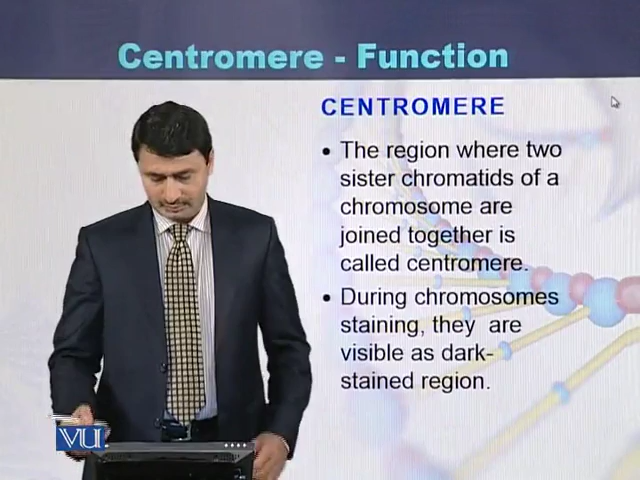 Centromere - Function
CENTROMERE
• The region where two
sister chromatids of a
chromosome are
joined together is
called centromere.
• During chromosomes
staining, they are
visible as dark-
stained region.
VU